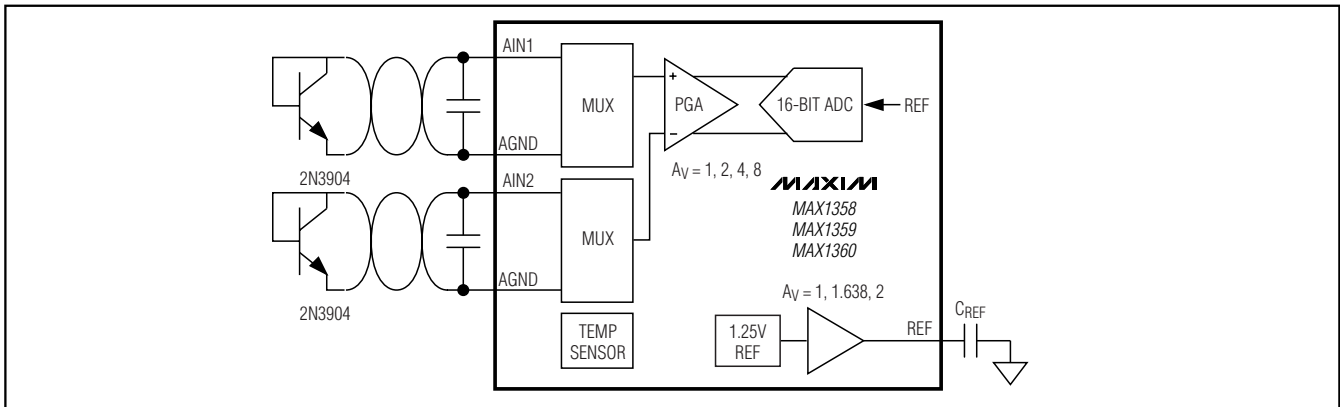 AIN1
MUX
+
PGA
−
16-BIT ADC
REF
AGND
2N3904
AV = 1, 2, 4, 8
MAXIM
MAX1358
MAX1359
MAX1360
AIN2
MUX
AGND
2N3904
AV = 1, 1.638, 2
TEMP
SENSOR
1.25V
REF
REF
CREF